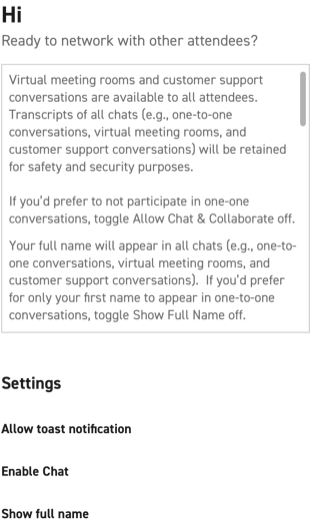 Hi
Ready to network with other attendees?
Virtual meeting rooms and customer support
conversations are available to all attendees.
Transcripts of all chats (e.g., one-to-one
conversations, virtual meeting rooms, and
customer support conversations) will be retained
for safety and security purposes.
If you'd prefer to not participate in one-one
conversations, toggle Allow Chat & Collaborate off.
Your full name will appear in all chats (e.g., one-to-
one conversations, virtual meeting rooms, and
customer support conversations).  If you'd prefer
for only your first name to appear in one-to-one
conversations, toggle Show Full Name off.
Settings
Allow toast notification
Enable Chat
Show full name